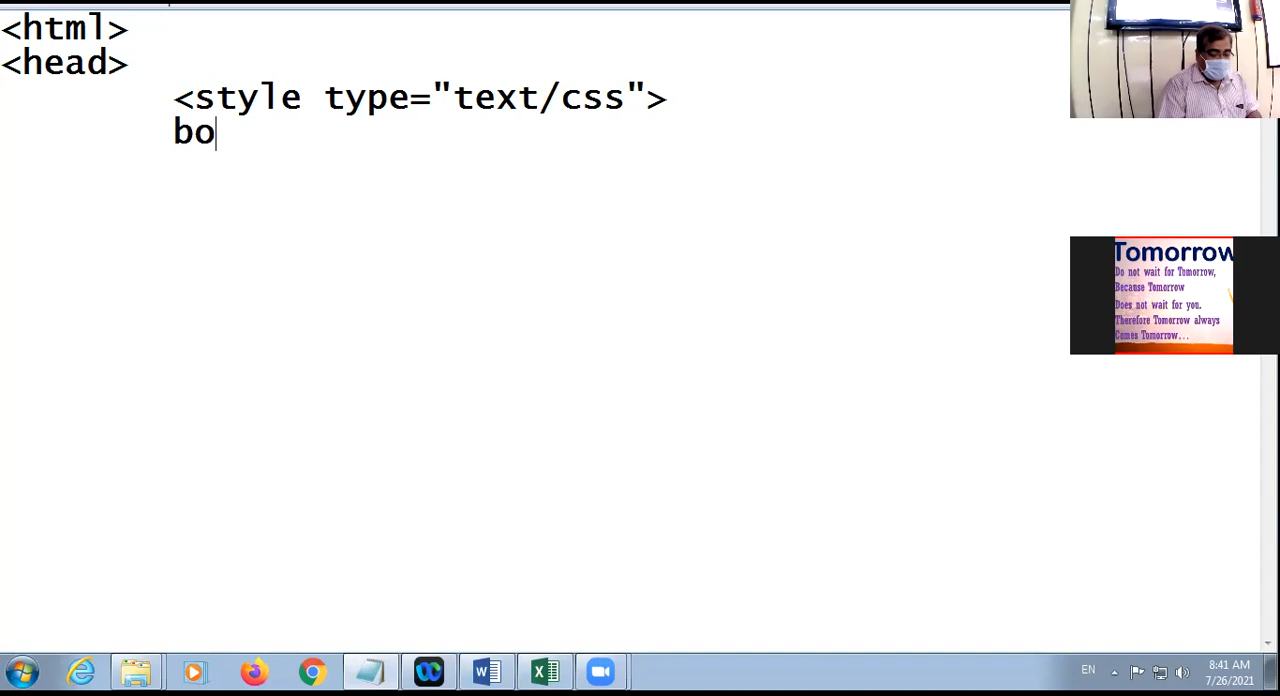 <html>
<head>
<style type="text/css">
bo
Tomorrow
Do not wait for Tomorrow,
Because Tomorrow
Does not wait for you.
Therefore Tomorrow always
Comes Tomorrow...
EN
8:41 AM
7/26/2021